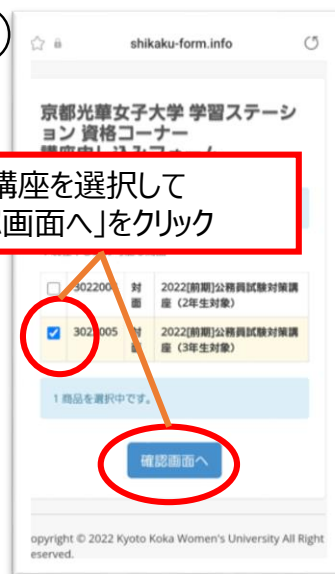 shikaku-form.info
京都光華女子大学 学習ステーシ
ョン 資格コーナー
講座を選択して
画面へ」をクリック
対
面
2022[前期]公務員試験対策講
座（2年生対象）
2022[前期]公務員試験対策講
座（3年生対象）
1 商品を選択中です。
確認画面へ
opyright © 2022 Kyoto Koka Women's University All Right
eserved.